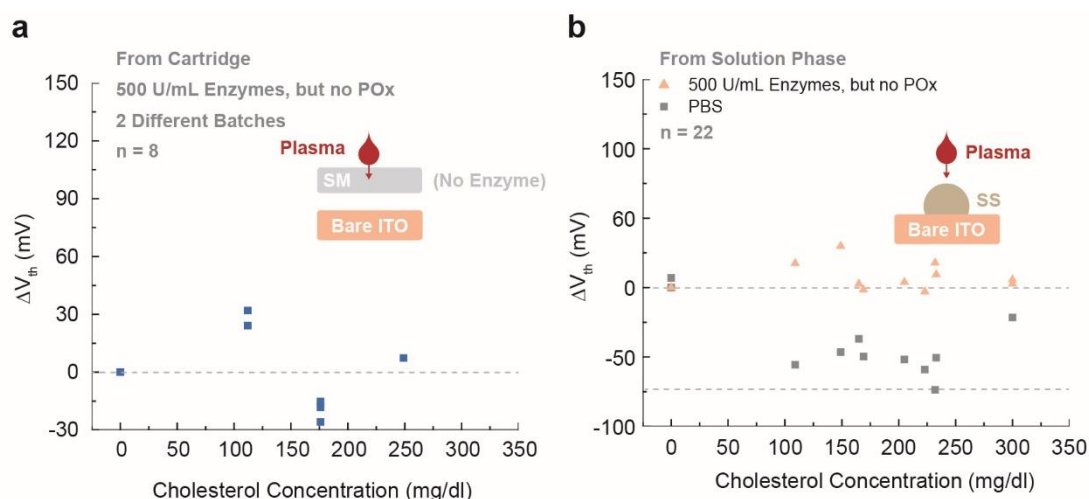 a
From Cartridge
500 U/mL Enzymes, but no POx
2 Different Batches
n = 8
Plasma
SM
(No Enzyme)
Bare ITO
150
120
90
75
60
30
0
-30
0
50
100
150
200
250
300
350
ΔVth (mV)
Cholesterol Concentration (mg/dl)
b
From Solution Phase
500 U/mL Enzymes, but no POx
PBS
n = 22
Plasma
SS
Bare ITO
150
100
60
50
0
-50
-100
0
50
100
150
200
250
300
350
ΔVth (mV)
Cholesterol Concentration (mg/dl)